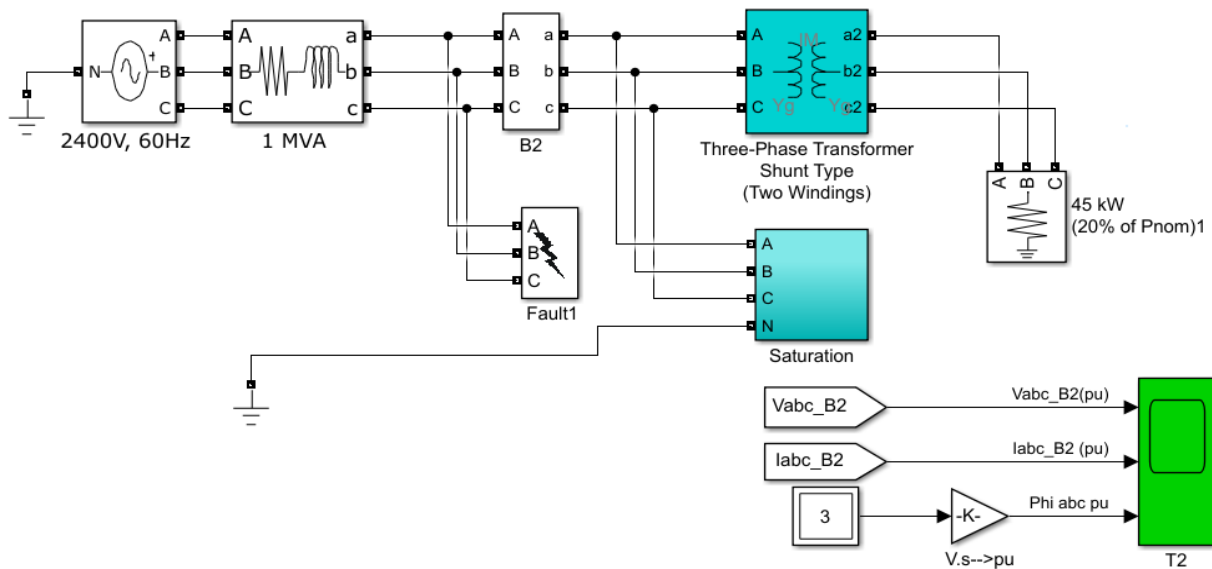 N
A
B
C
+
2400V, 60Hz
A
B
C
a
b
c
1 MVA
A
B
C
a
b
c
B2
A
B
C
IM
Yg
Yg
a2
b2
c2
Three-Phase Transformer
Shunt Type
(Two Windings)
A
B
C
45 kW
(20% of Pnom)1
A
B
C
Fault1
A
B
C
N
Saturation
Vabc_B2
Vabc_B2(pu)
Iabc_B2
Iabc_B2 (pu)
3
-K-
Phi abc pu
V.s-->pu
T2